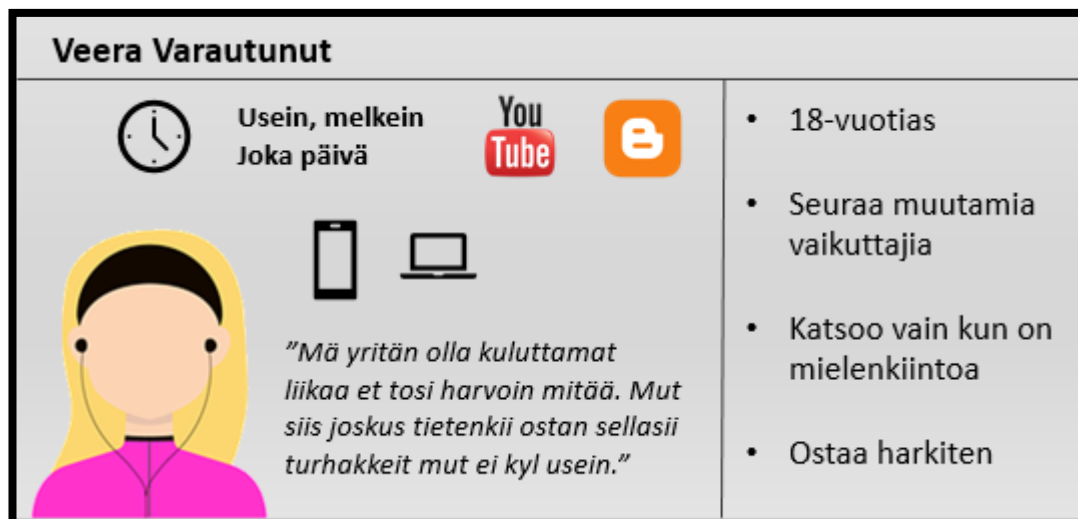 Veera Varautunut
Usein, melkein
Joka päivä
You
Tube
”Mä yritän olla kuluttamat
liikaa et tosi harvoin mitää. Mut
siis joskus tietenkii ostan sellasii
turhakkeit mut ei kyl usein.”
• 18-vuotias
• Seuraa muutamia
vaikuttajia
• Katsoo vain kun on
mielenkiintoa
• Ostaa harkiten